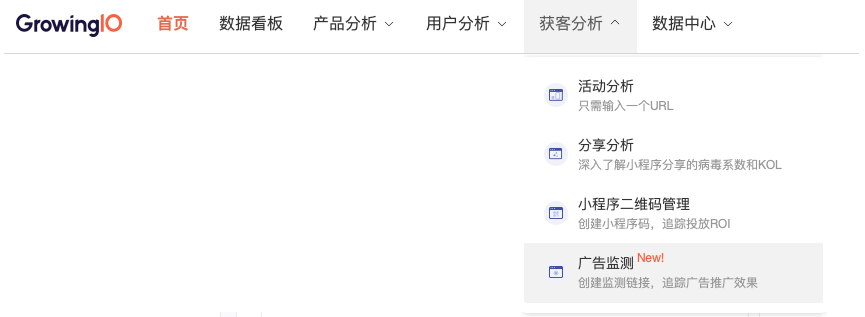 GrowingIO 首页 数据看板 产品分析 用户分析 获客分析 数据中心
活动分析
只需输入一个URL
分享分析
深入了解小程序分享的病毒系数和KOL
小程序二维码管理
创建小程序码，追踪投放ROI
广告监测 New!
创建监测链接，追踪广告推广效果